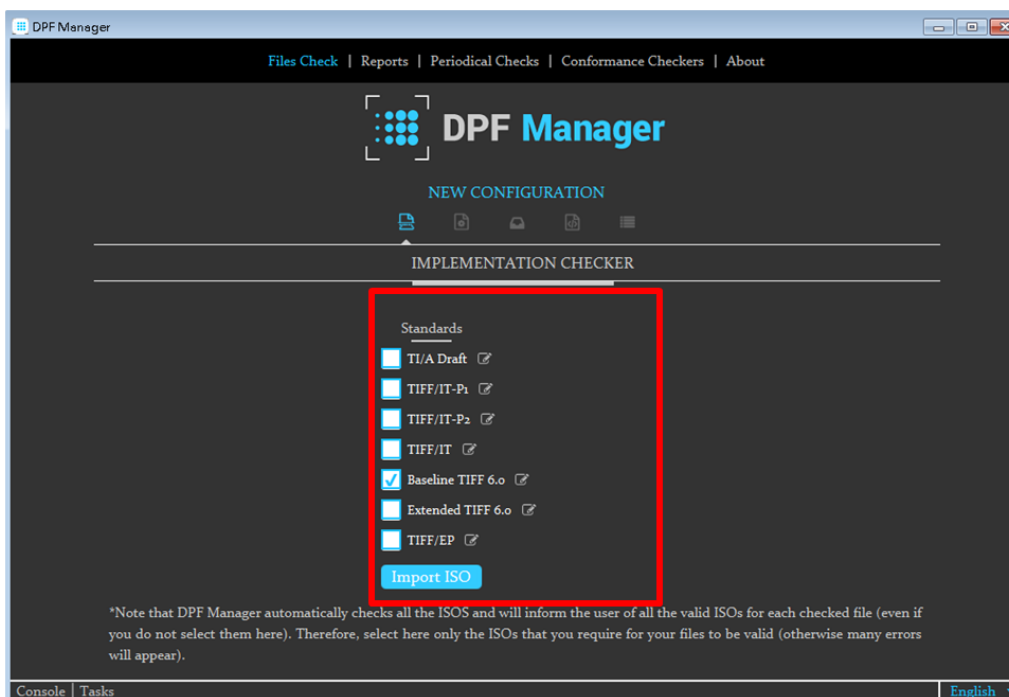 DPF Manager
Files Check | Reports | Periodical Checks | Conformance Checkers | About
DPF Manager
NEW CONFIGURATION
IMPLEMENTATION CHECKER
Standards
TI/A Draft
TIFF/IT-P1
TIFF/IT-P2
TIFF/IT
Baseline TIFF 6.0
Extended TIFF 6.0
TIFF/EP
Import ISO
*Note that DPF Manager automatically checks all the ISOS and will inform the user of all the valid ISOs for each checked file (even if
you do not select them here). Therefore, select here only the ISOs that you require for your files to be valid (otherwise many errors
will appear).
Console | Tasks
English